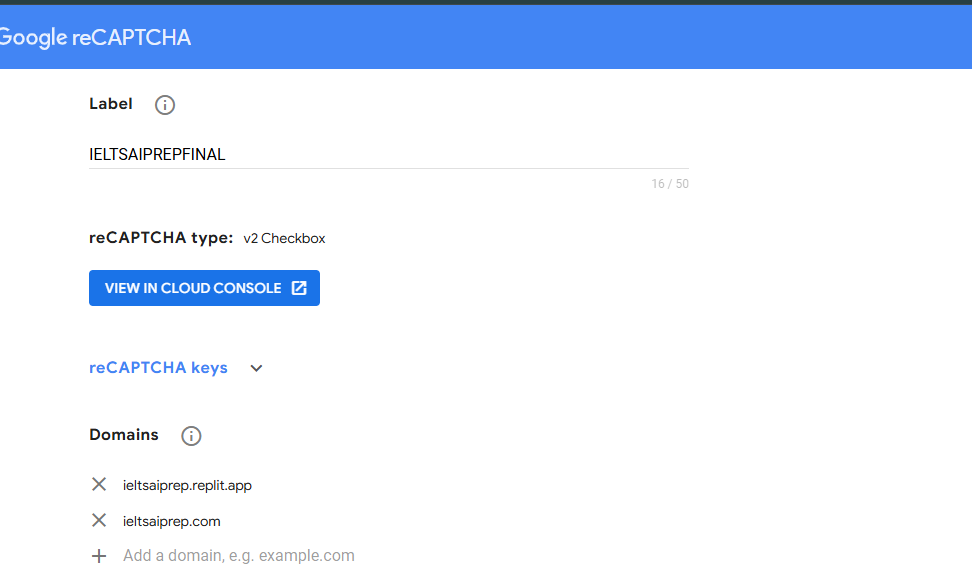 Google reCAPTCHA
Label
IELTSAIPREPFINAL
16 / 50
reCAPTCHA type: v2 Checkbox
VIEW IN CLOUD CONSOLE
reCAPTCHA keys
Domains
ieltsaiprep.replit.app
ieltsaiprep.com
Add a domain, e.g. example.com